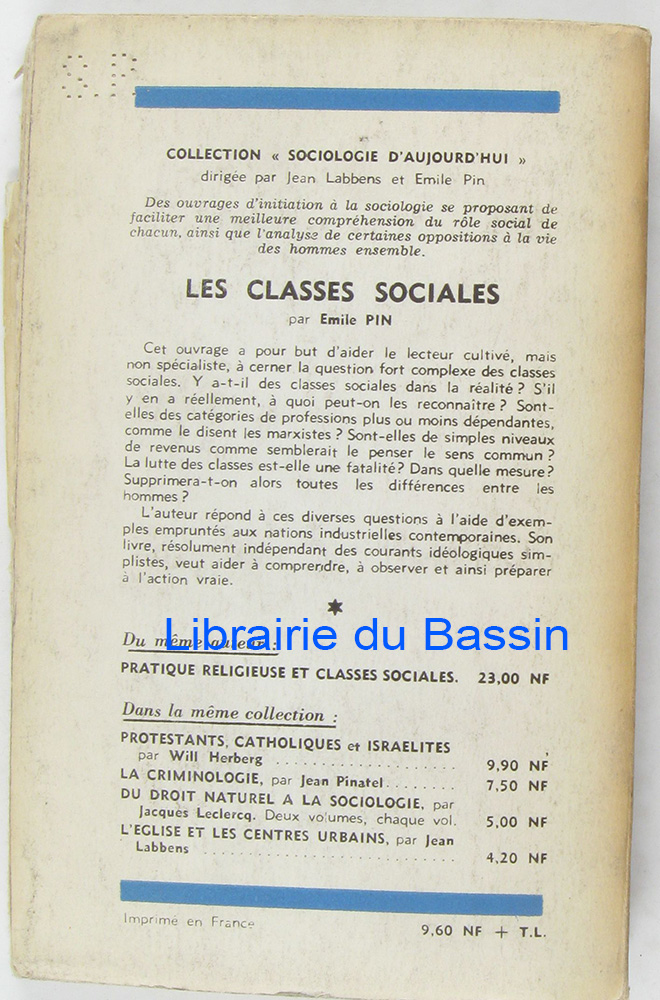 S.P.
COLLECTION « SOCIOLOGIE D'AUJOURD'HUI »
dirigée par Jean Labbens et Emile Pin
Des ouvrages d'initiation à la sociologie se proposant de
faciliter une meilleure compréhension du rôle social de
chacun, ainsi que l'analyse de certaines oppositions à la vie
des hommes ensemble.
LES CLASSES SOCIALES
par Emile PIN
Cet ouvrage a pour but d'aider le lecteur cultivé, mais
non spécialiste, à cerner la question fort complexe des classes
sociales. Y a-t-il des classes sociales dans la réalité ? S'il
y en a réellement, à quoi peut-on les reconnaître ? Sont-
elles des catégories de professions plus ou moins dépendantes,
comme le disent les marxistes ? Sont-elles de simples niveaux
de revenus comme semblerait le penser le sens commun ?
La lutte des classes est-elle une fatalité ? Dans quelle mesure ?
Supprimera-t-on alors toutes les différences entre les
hommes ?
L'auteur répond à ces diverses questions à l'aide d'exem-
ples empruntés aux nations industrielles contemporaines. Son
livre, résolument indépendant des courants idéologiques sim-
plistes, veut aider à comprendre, à observer et ainsi préparer
à l'action vraie.
Librairie du Bassin
Du même auteur :
PRATIQUE RELIGIEUSE ET CLASSES SOCIALES. 23,00 NF
Dans la même collection :
PROTESTANTS, CATHOLIQUES et ISRAELITES
par Will Herberg .................... 9,90 NF
LA CRIMINOLOGIE, par Jean Pinatel........ 7,50 NF
DU DROIT NATUREL A LA SOCIOLOGIE, par
Jacques Leclercq. Deux volumes, chaque vol. 5,00 NF
L'EGLISE ET LES CENTRES URBAINS, par Jean
Labbens ............................ 4,20 NF
Imprimé en France 9,60 NF + T.L.